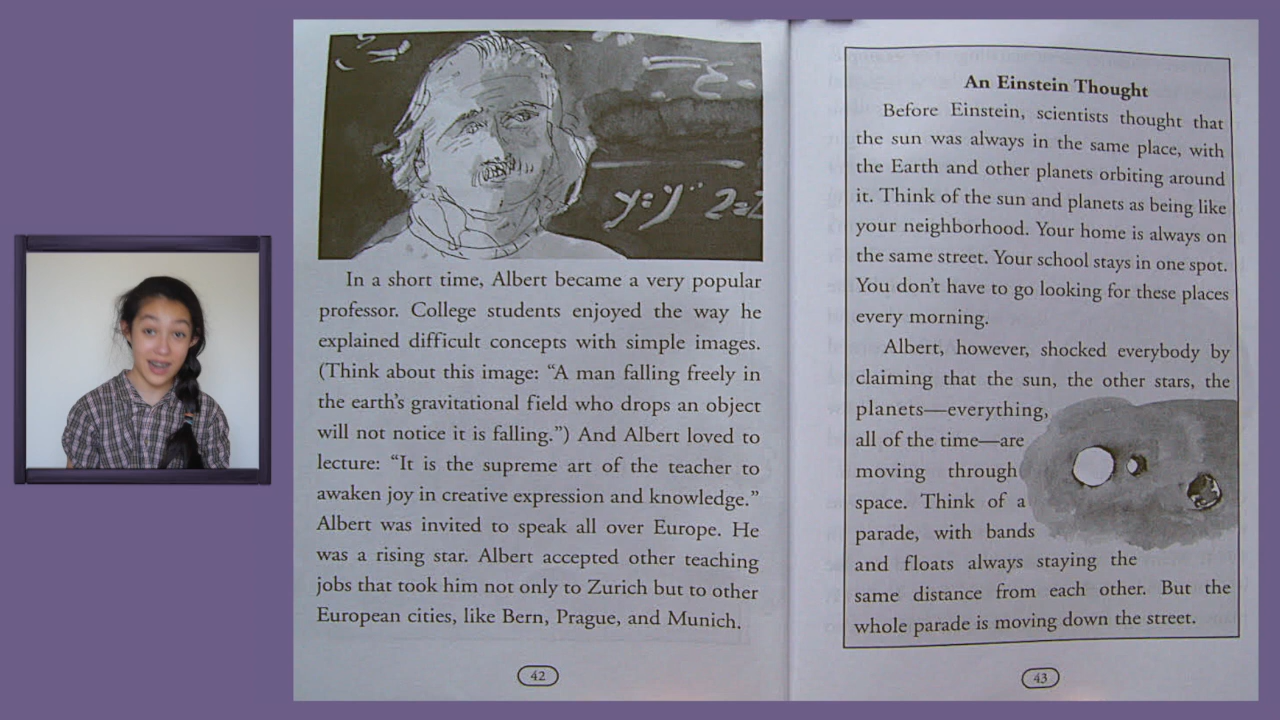 y=y" 2=2
In a short time, Albert became a very popular
professor. College students enjoyed the way he
explained difficult concepts with simple images.
(Think about this image: “A man falling freely in
the earth’s gravitational field who drops an object
will not notice it is falling.”) And Albert loved to
lecture: “It is the supreme art of the teacher to
awaken joy in creative expression and knowledge.”
Albert was invited to speak all over Europe. He
was a rising star. Albert accepted other teaching
jobs that took him not only to Zurich but to other
European cities, like Bern, Prague, and Munich.
42
An Einstein Thought
Before Einstein, scientists thought that
the sun was always in the same place, with
the Earth and other planets orbiting around
it. Think of the sun and planets as being like
your neighborhood. Your home is always on
the same street. Your school stays in one spot.
You don’t have to go looking for these places
every morning.
Albert, however, shocked everybody by
claiming that the sun, the other stars, the
planets—everything,
all of the time—are
moving through
space. Think of a
parade, with bands
and floats always staying the
same distance from each other. But the
whole parade is moving down the street.
43